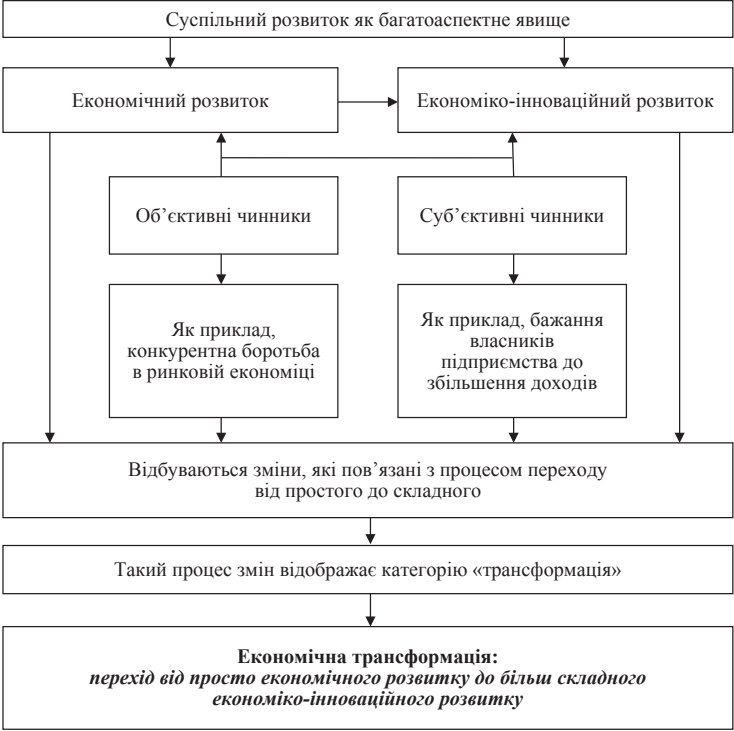 Суспільний розвиток як багатоаспектне явище
Економічний розвиток
Економіко-інноваційний розвиток
Об’єктивні чинники
Суб’єктивні чинники
Як приклад,
конкурентна боротьба
в ринковій економіці
Як приклад, бажання
власників
підприємства до
збільшення доходів
Відбуваються зміни, які пов’язані з процесом переходу
від простого до складного
Такий процес змін відображає категорію «трансформація»
Економічна трансформація:
перехід від просто економічного розвитку до більш складного
економіко-інноваційного розвитку